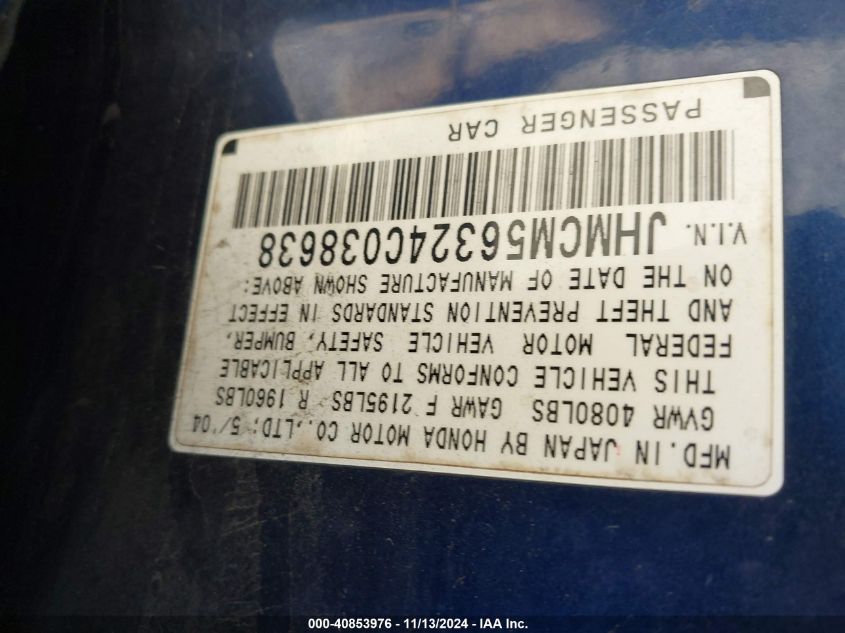 MFD. IN JAPAN BY HONDA MOTOR CO.,LTD; 5/'04
GVWR 4080LBS GAWR F 2195LBS R 1960LBS
THIS VEHICLE CONFORMS TO ALL APPLICABLE
FEDERAL MOTOR VEHICLE SAFETY, BUMPER,
AND THEFT PREVENTION STANDARDS IN EFFECT
ON THE DATE OF MANUFACTURE SHOWN ABOVE:
V.I.N. JHMCM56324C038638
PASSENGER CAR
000-40853976 - 11/13/2024 - IAA Inc.